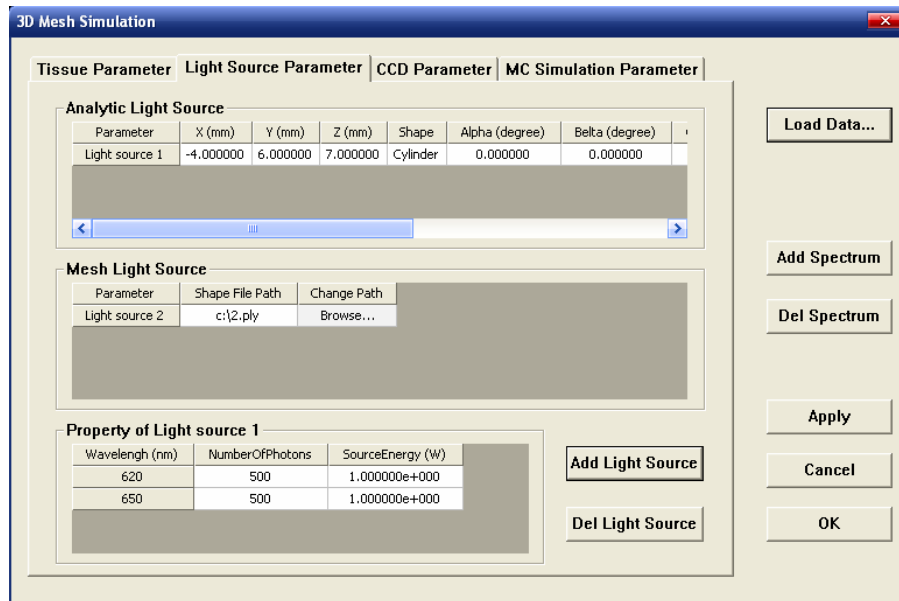 3D Mesh Simulation
Tissue Parameter Light Source Parameter CCD Parameter MC Simulation Parameter
Analytic Light Source
Parameter X (mm) Y (mm) Z (mm) Shape Alpha (degree) Belta (degree)
Light source 1 -4.000000 6.000000 7.000000 Cylinder 0.000000 0.000000
Load Data...
Mesh Light Source
Parameter Shape File Path Change Path
Light source 2 c:\2.ply Browse...
Add Spectrum
Del Spectrum
Property of Light source 1
Wavelengh (nm) NumberOfPhotons SourceEnergy (W)
620 500 1.000000e+000
650 500 1.000000e+000
Add Light Source
Del Light Source
Apply
Cancel
OK